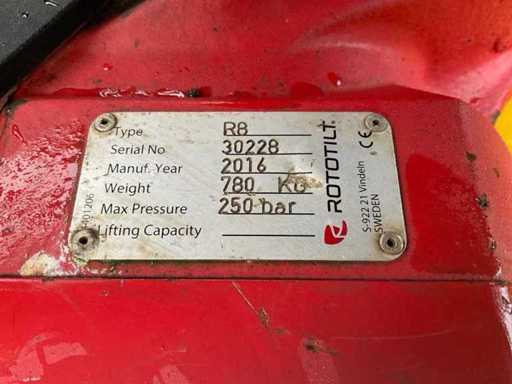 Type R8
Serial No 30228
Manuf. Year 2016
Weight 780 KG
Max Pressure 250 bar
Lifting Capacity
ROTOTILT
CE
S-922 21 Vindeln
SWEDEN